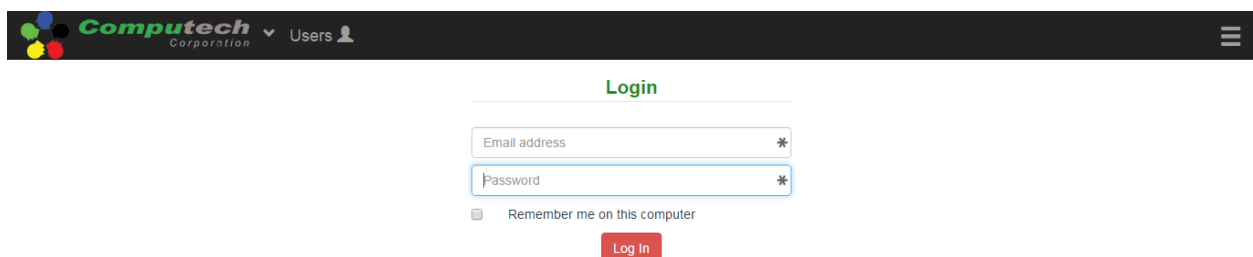 Computech
Corporation
Users
Login
Email address
Password
Remember me on this computer
Log In